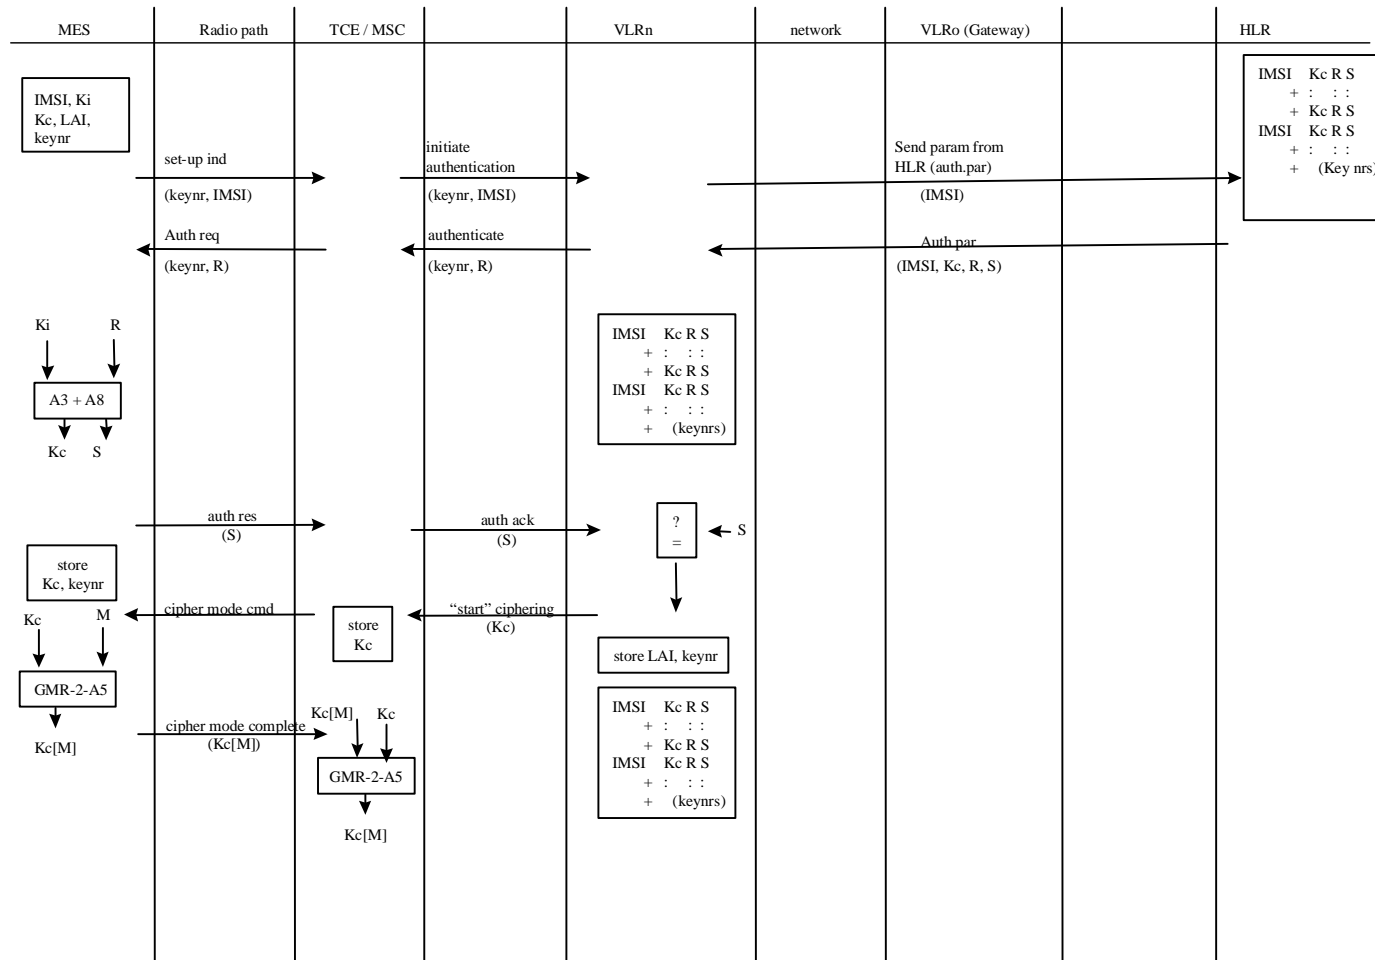 MES Radio path TCE / MSC VLRn network VLRo (Gateway) HLR
IMSI, Ki
Kc, LAI,
keynr
IMSI Kc R S
+ : : :
+ Kc R S
IMSI Kc R S
+ : : :
+ (Key nrs)
set-up ind
(keynr, IMSI)
initiate
authentication
(keynr, IMSI)
Send param from
HLR (auth.par)
(IMSI)
Auth req
(keynr, R)
authenticate
(keynr, R)
Auth par
(IMSI, Kc, R, S)
Ki R
A3 + A8
Kc S
IMSI Kc R S
+ : : :
+ Kc R S
IMSI Kc R S
+ : : :
+ (keynrs)
auth res
(S)
auth ack
(S)
?
=
S
store
Kc, keynr
cipher mode cmd
"start" ciphering
(Kc)
store
Kc
Kc M
store LAI, keynr
GMR-2-A5
Kc[M]
cipher mode complete
(Kc[M])
Kc[M] Kc
GMR-2-A5
Kc[M]
IMSI Kc R S
+ : : :
+ Kc R S
IMSI Kc R S
+ : : :
+ (keynrs)